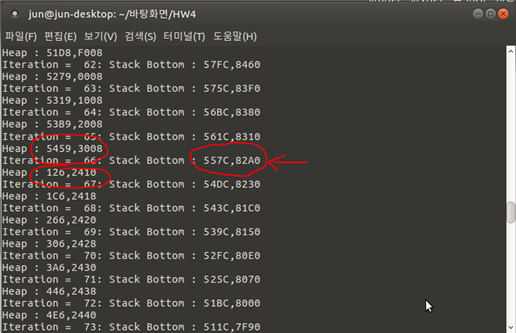 jun@jun-desktop: ~/바탕화면/HW4
파일(F) 편집(E) 보기(V) 검색(S) 터미널(T) 도움말(H)
Heap : 51D8,F008
Iteration =  62: Stack Bottom : 57FC,8460
Heap : 5279,0008
Iteration =  63: Stack Bottom : 575C,83F0
Heap : 5319,1008
Iteration =  64: Stack Bottom : 56BC,8380
Heap : 53B9,2008
Iteration =  65: Stack Bottom : 561C,8310
Heap : 5459,3008
Iteration =  66: Stack Bottom : 557C,82A0
Heap : 126,2410
Iteration =  67: Stack Bottom : 54DC,8230
Heap : 1C6,2418
Iteration =  68: Stack Bottom : 543C,81C0
Heap : 266,2420
Iteration =  69: Stack Bottom : 539C,8150
Heap : 306,2428
Iteration =  70: Stack Bottom : 52FC,80E0
Heap : 3A6,2430
Iteration =  71: Stack Bottom : 525C,8070
Heap : 446,2438
Iteration =  72: Stack Bottom : 51BC,8000
Heap : 4E6,2440
Iteration =  73: Stack Bottom : 511C,7F90